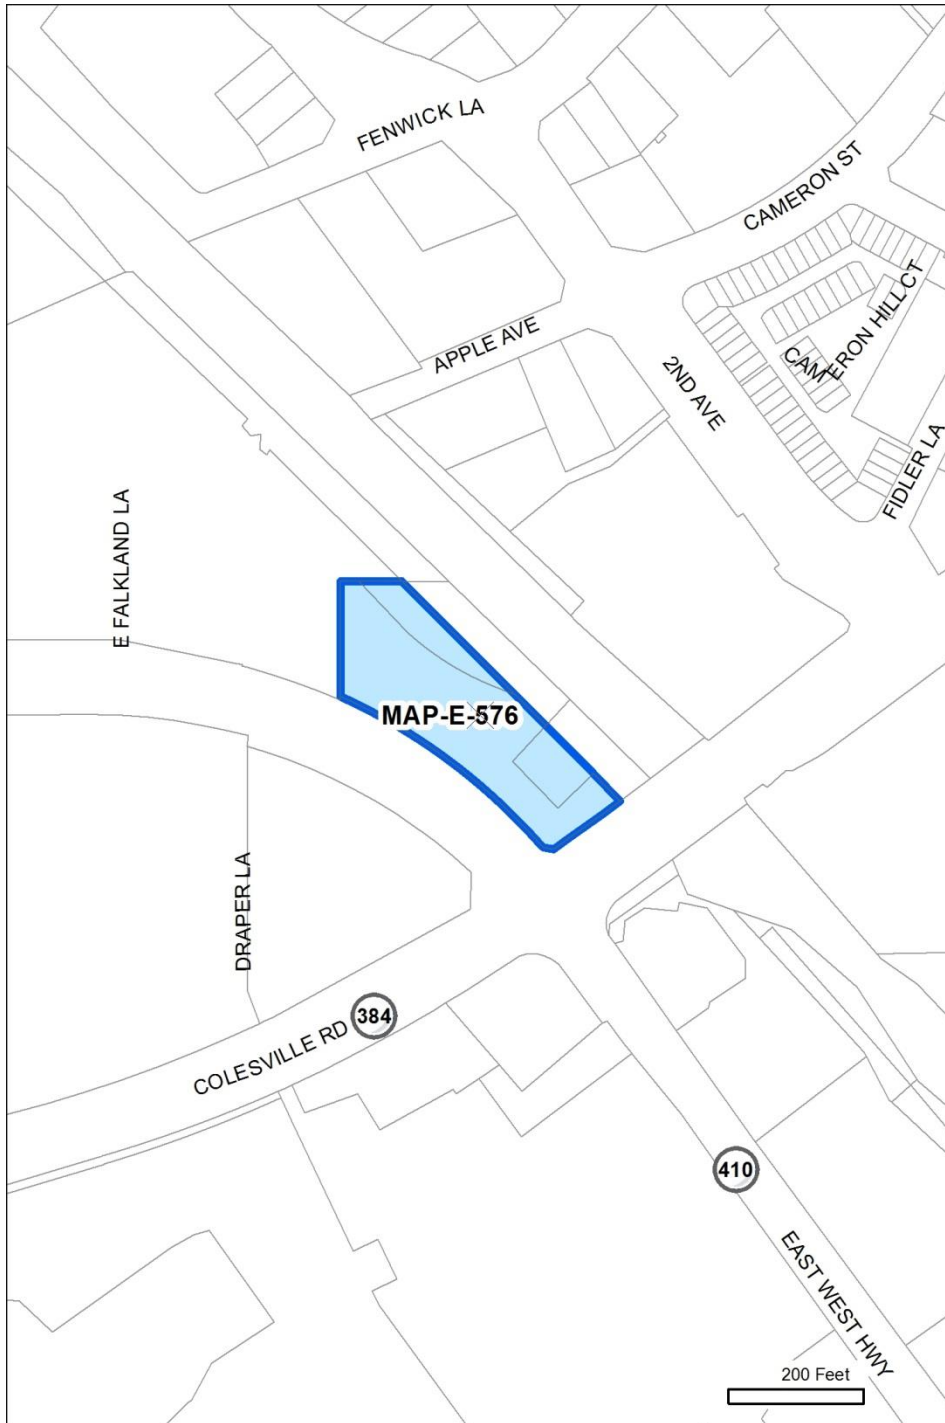 FENWICK LA
CAMERON ST
CAMERON HILL CT
APPLE AVE
2ND AVE
FIDLER LA
E FALKLAND LA
MAP-E-576
DRAPER LA
384
COLESVILLE RD
410
EAST WEST HWY
200 Feet